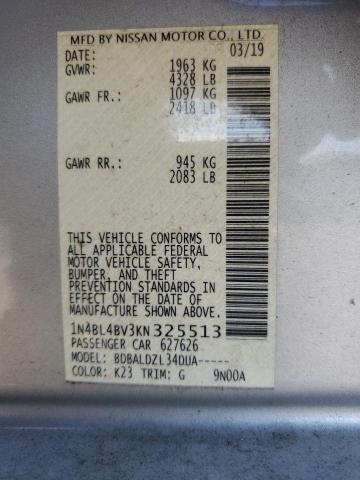 MFD BY NISSAN MOTOR CO., LTD.
DATE: 03/19
GVWR: 1963 KG
4328 LB
GAWR FR.: 1097 KG
2418 LB
GAWR RR.: 945 KG
2083 LB
THIS VEHICLE CONFORMS TO
ALL APPLICABLE FEDERAL
MOTOR VEHICLE SAFETY,
BUMPER, AND THEFT
PREVENTION STANDARDS IN
EFFECT ON THE DATE OF
MANUFACTURE SHOWN ABOVE.
1N4BL4BV3KN325513
PASSENGER CAR 627626
MODEL: BDBALDZL34DUA-----
COLOR: K23 TRIM: G 9N00A